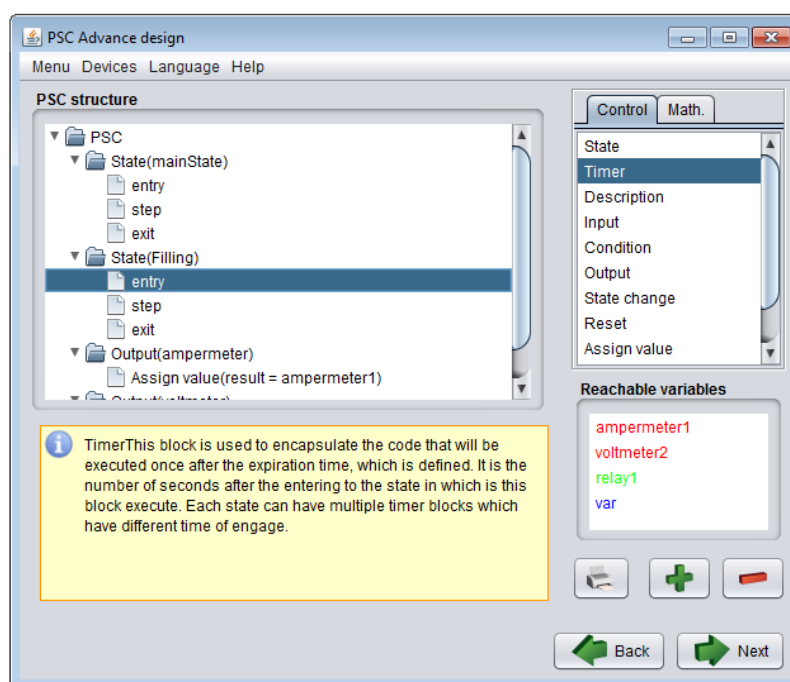 PSC Advance design
Menu Devices Language Help
PSC structure
PSC
State(mainState)
entry
step
exit
State(Filling)
entry
step
exit
Output(ampermeter)
Assign value(result = ampermeter1)
Output(voltmeter)
TimerThis block is used to encapsulate the code that will be
executed once after the expiration time, which is defined. It is the
number of seconds after the entering to the state in which is this
block execute. Each state can have multiple timer blocks which
have different time of engage.
Control Math.
State
Timer
Description
Input
Condition
Output
State change
Reset
Assign value
Reachable variables
ampermeter1
voltmeter2
relay1
var
Back Next